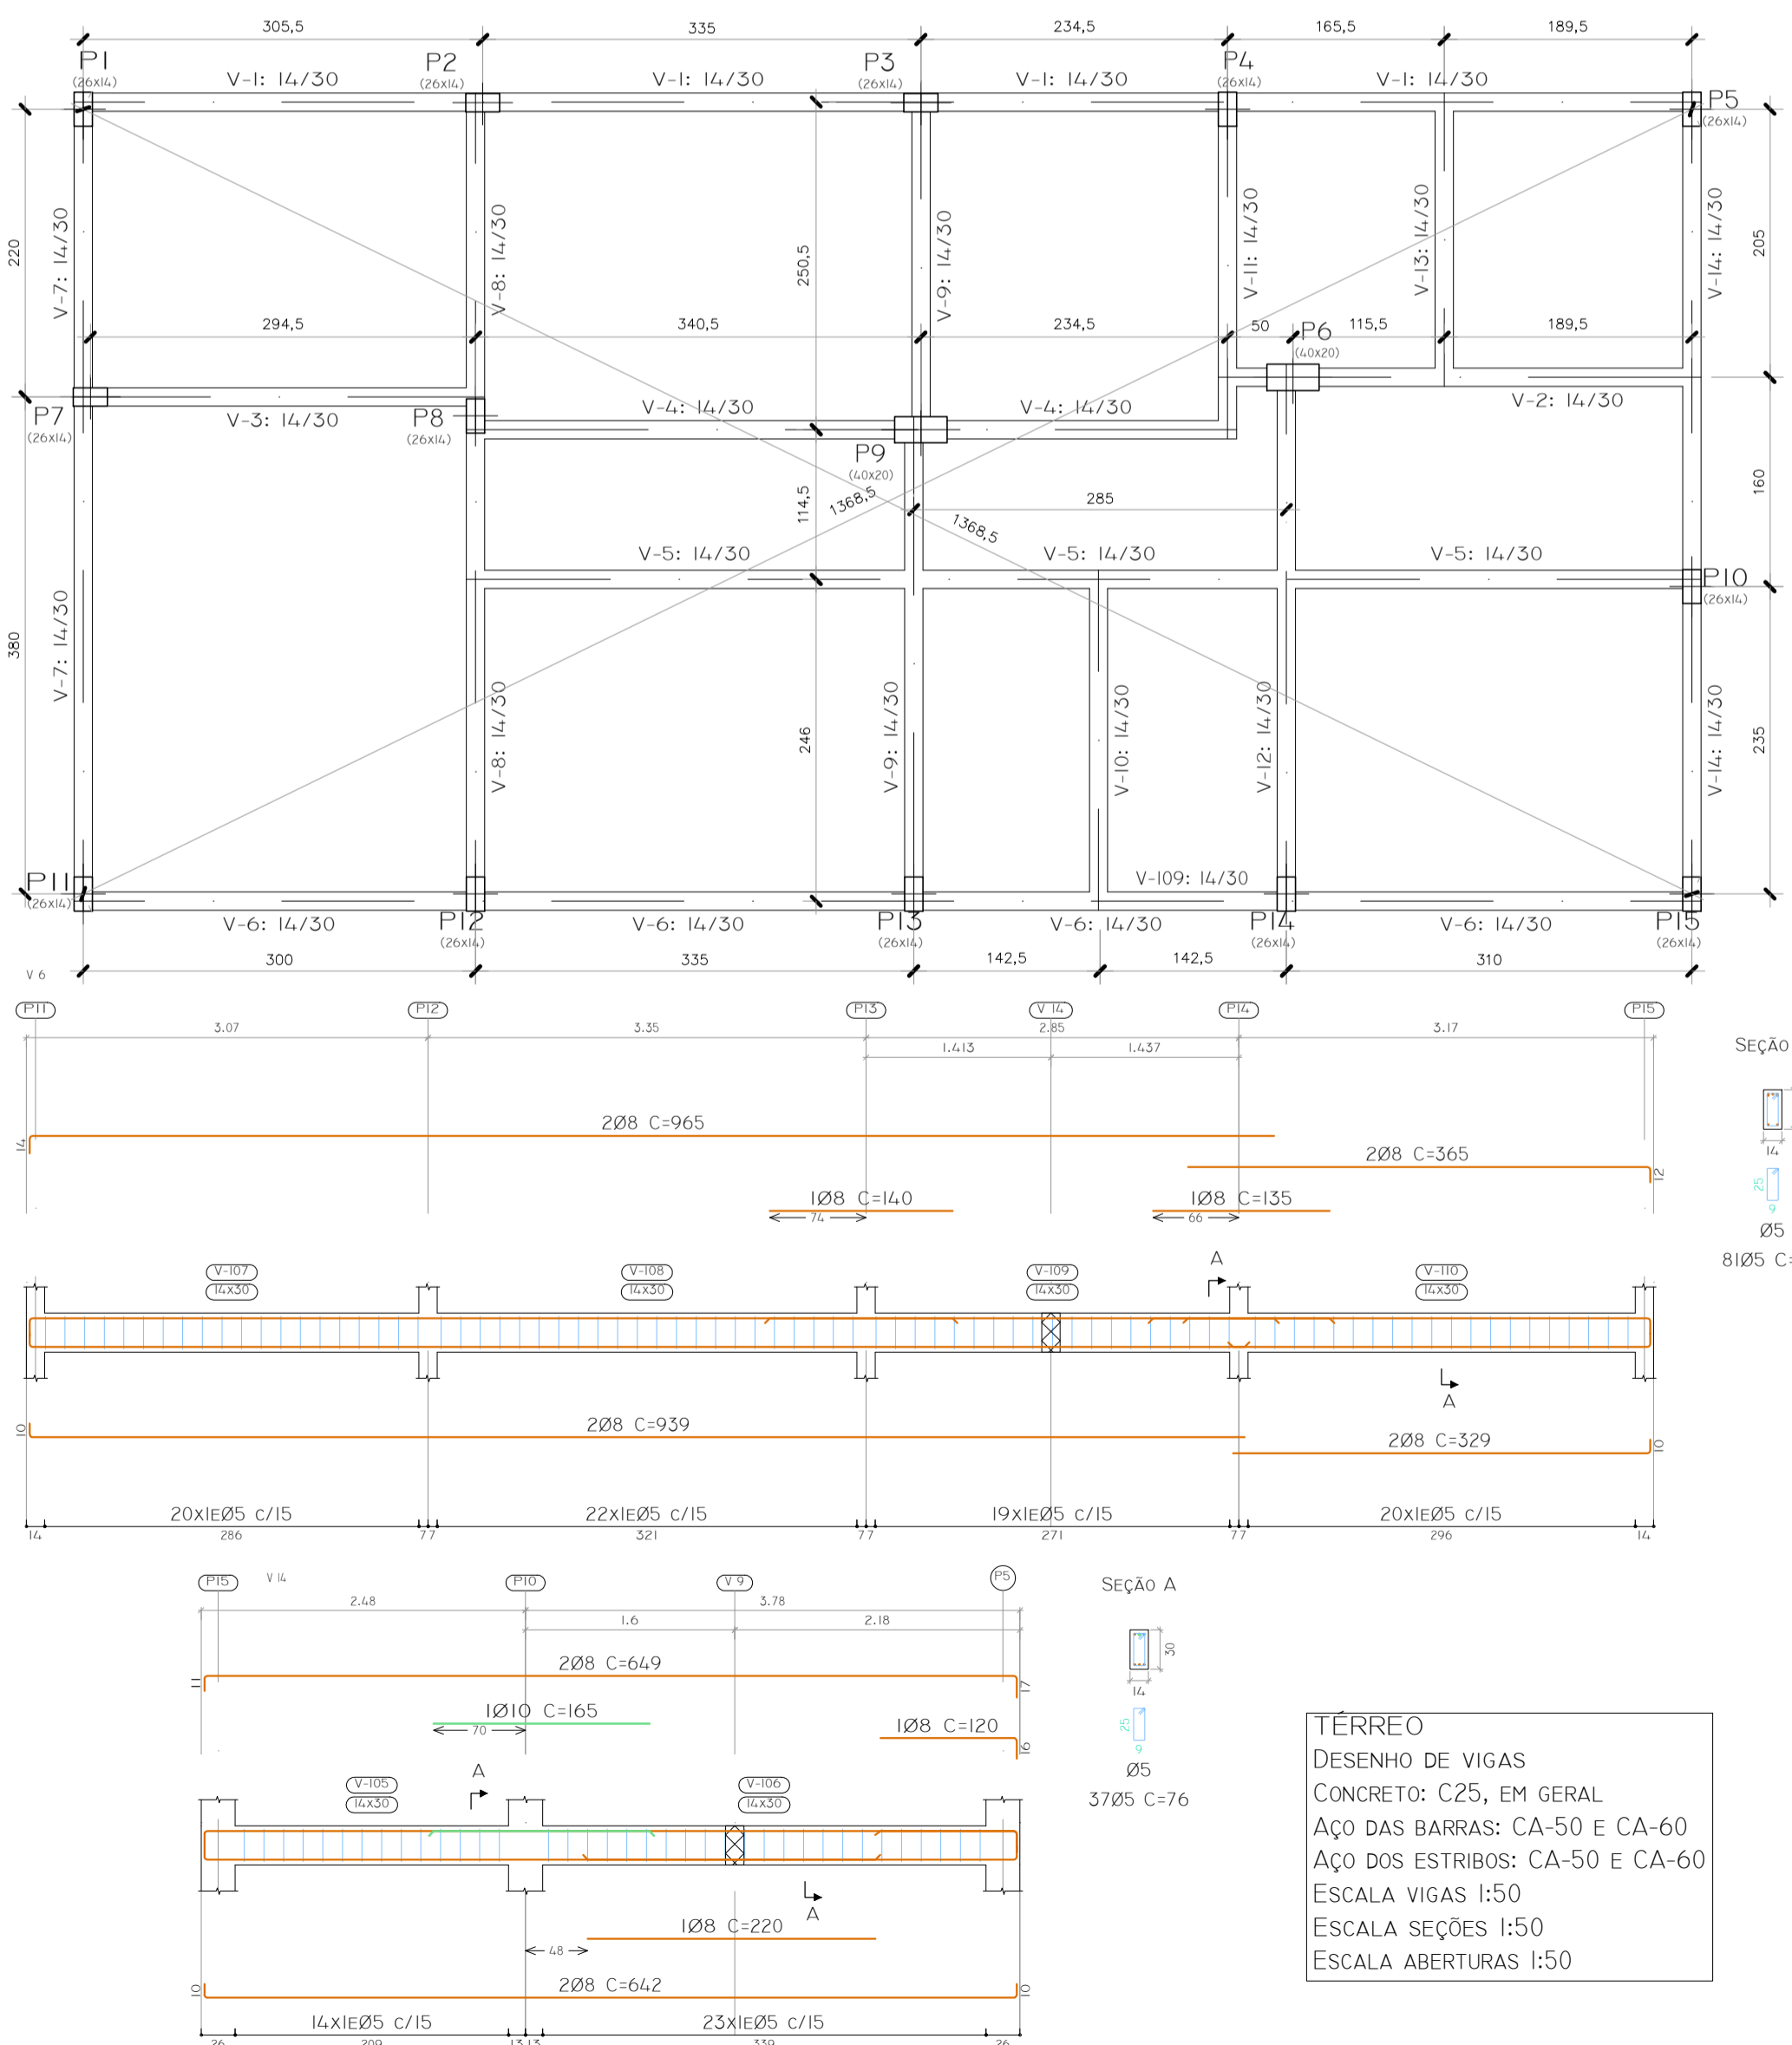 305,5 335 234,5 165,5 189,5
P1 P2 P3 P4 P5
(26x14) (26x14) (26x14) (26x14) (26x14)
V-1: 14/30 V-1: 14/30 V-1: 14/30 V-1: 14/30
V-7: 14/30 V-8: 14/30 V-9: 14/30 V-11: 14/30 V-13: 14/30 V-14: 14/30
220 250,5 205
294,5 340,5 234,5 50 115,5 189,5
P6
(40x20)
P7
(26x14)
V-3: 14/30
P8
(26x14)
V-4: 14/30 V-4: 14/30 V-2: 14/30
P9
(40x20)
1368,5
1368,5
114,5 285 160
V-5: 14/30 V-5: 14/30 V-5: 14/30
P10
(26x14)
V-7: 14/30
380
V-8: 14/30 246 V-9: 14/30 V-10: 14/30 V-12: 14/30 V-14: 14/30 235
P11
(26x14)
V-109: 14/30
V-6: 14/30 P12 V-6: 14/30 P13 V-6: 14/30 P14 V-6: 14/30 P15
(26x14) (26x14) (26x14) (26x14)
300 335 142,5 142,5 310
V 6
P11 P12 P13 V 14 P14 P15
3.07 3.35 2.85 3.17
1.413 1.437
Seção
14
25
9
Ø5
81Ø5 C=
2Ø8 C=965
14
2Ø8 C=365
12
1Ø8 C=140 1Ø8 C=135
74 66
A
V-107 V-108 V-109 V-110
14x30 14x30 14x30 14x30
A
10
2Ø8 C=939
2Ø8 C=329
10
20x1eØ5 c/15 22x1eØ5 c/15 19x1eØ5 c/15 20x1eØ5 c/15
14 286 77 321 77 271 77 296 14
P15 V 14 P10 V 9 P5
2.48 3.78
1.6 2.18
Seção A
30
14
25
9
Ø5
37Ø5 C=76
2Ø8 C=649
11 17
1Ø10 C=165
70
1Ø8 C=120
16
A
V-105 V-106
14x30 14x30
A
1Ø8 C=220
48
10
2Ø8 C=642
10
14x1eØ5 c/15 23x1eØ5 c/15
26 209 13 13 339 26
TÉRREO
Desenho de vigas
Concreto: C25, em geral
Aço das barras: CA-50 e CA-60
Aço dos estribos: CA-50 e CA-60
Escala vigas 1:50
Escala seções 1:50
Escala aberturas 1:50